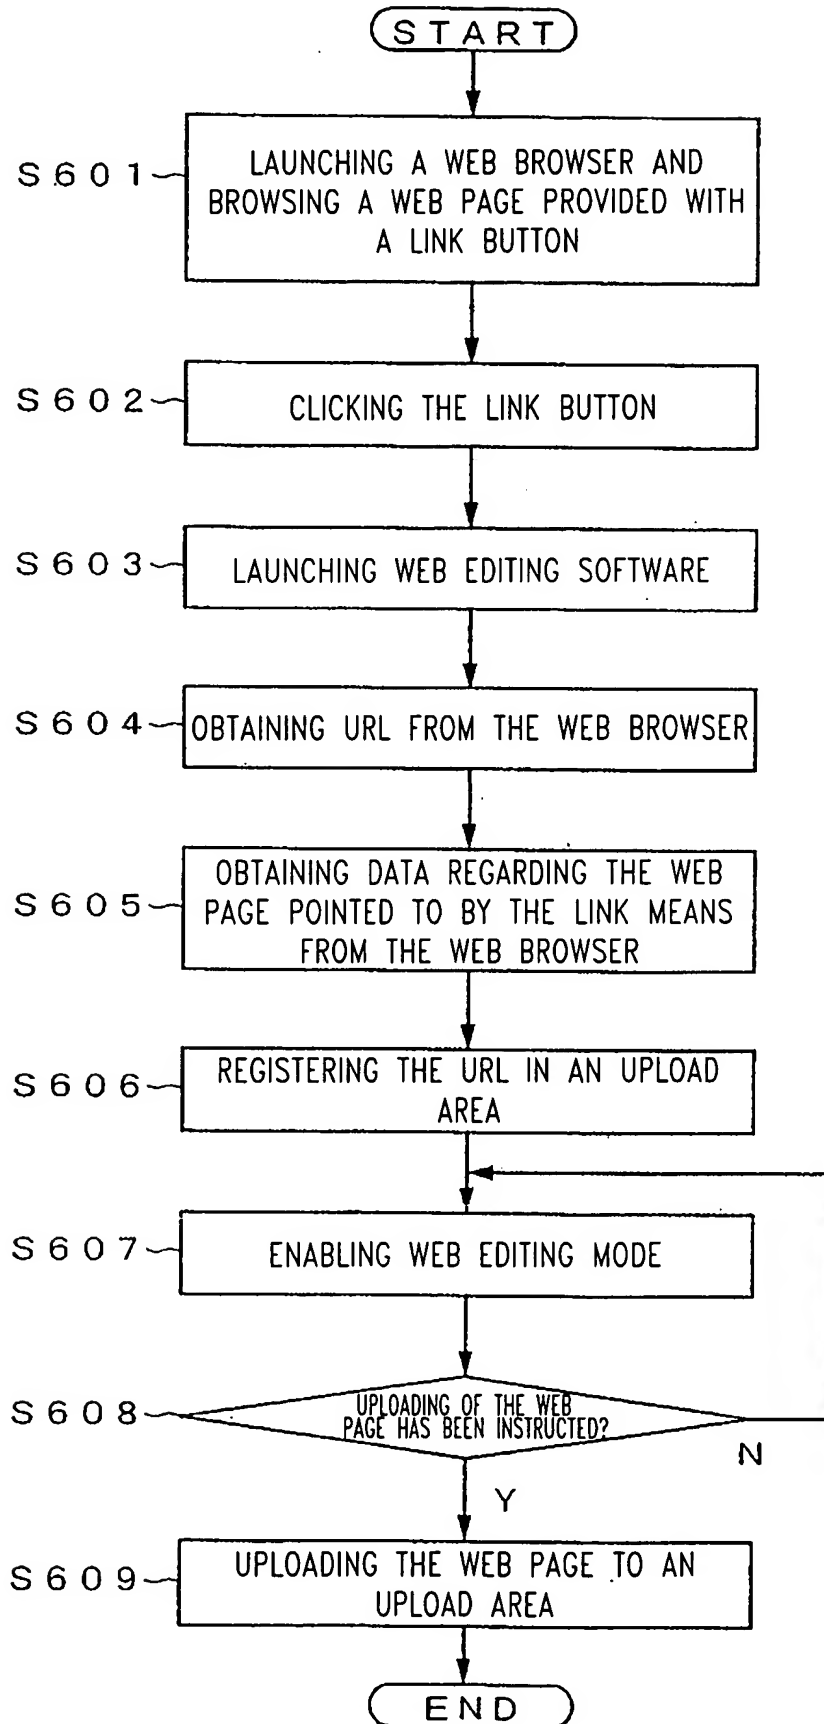 START
S601
LAUNCHING A WEB BROWSER AND
BROWSING A WEB PAGE PROVIDED WITH
A LINK BUTTON
S602
CLICKING THE LINK BUTTON
S603
LAUNCHING WEB EDITING SOFTWARE
S604
OBTAINING URL FROM THE WEB BROWSER
S605
OBTAINING DATA REGARDING THE WEB
PAGE POINTED TO BY THE LINK MEANS
FROM THE WEB BROWSER
S606
REGISTERING THE URL IN AN UPLOAD
AREA
S607
ENABLING WEB EDITING MODE
S608
UPLOADING OF THE WEB
PAGE HAS BEEN INSTRUCTED?
N
Y
S609
UPLOADING THE WEB PAGE TO AN
UPLOAD AREA
END